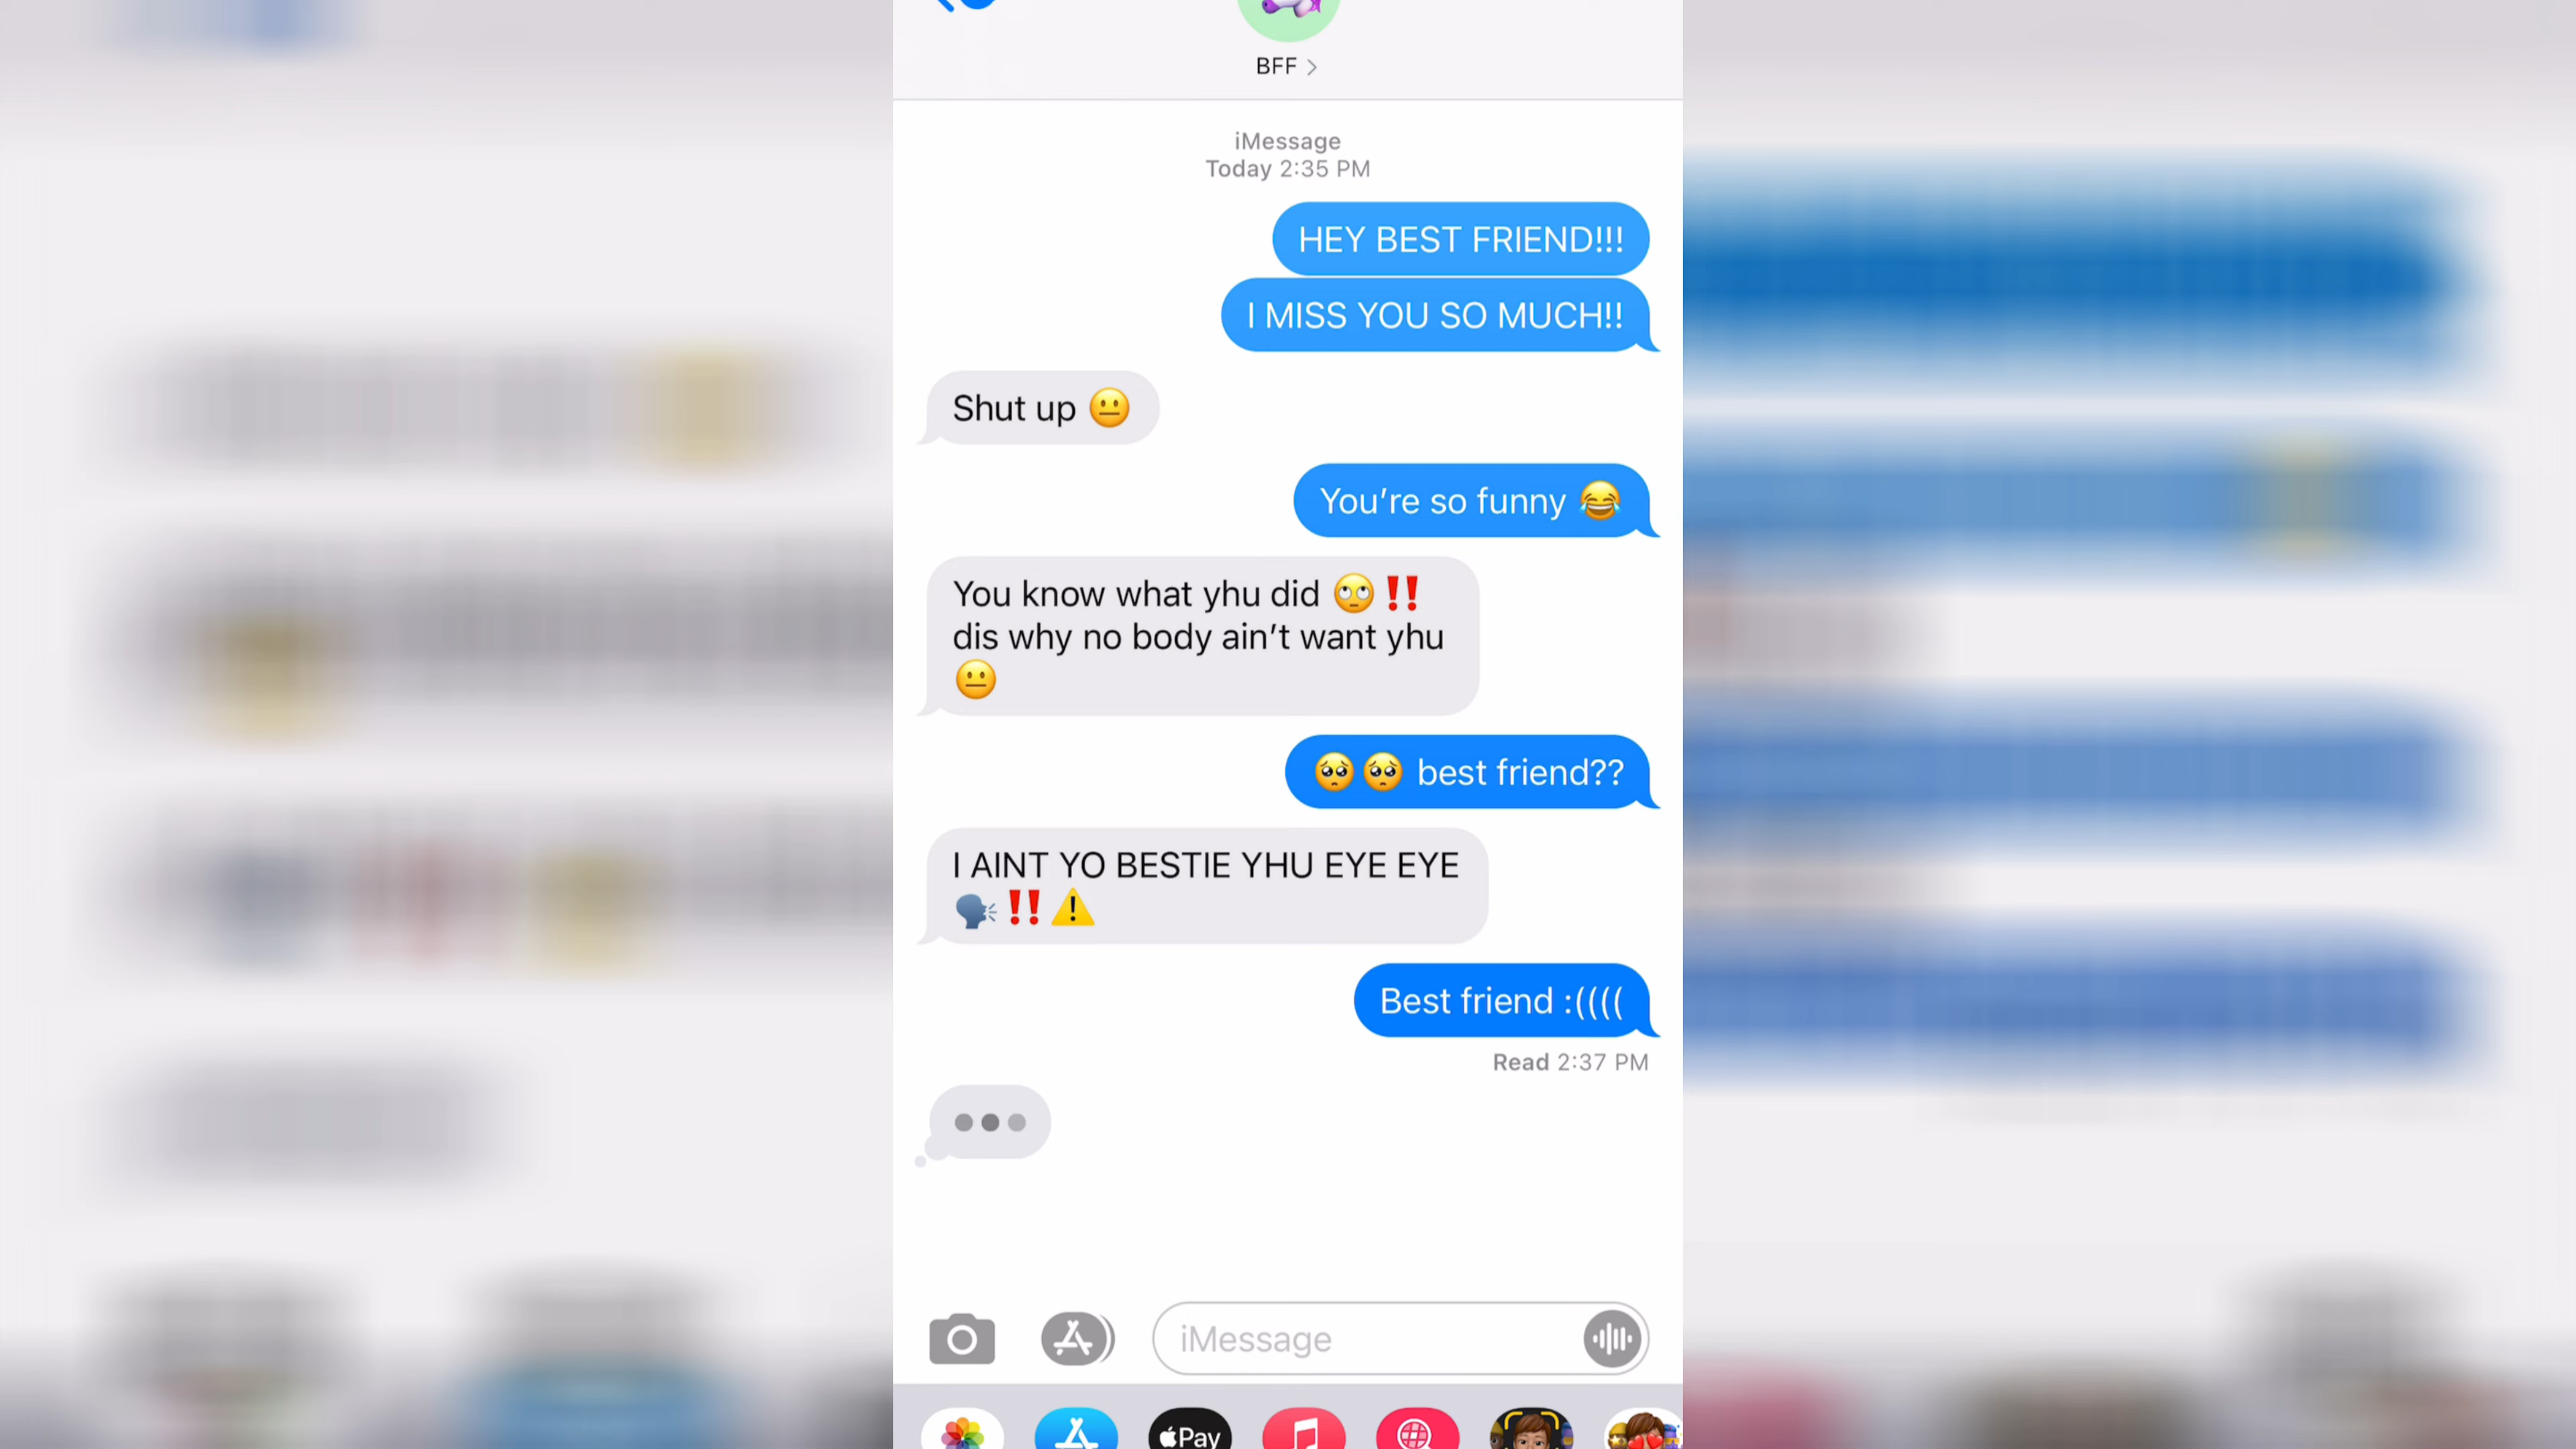 BFF
iMessage
Today 2:35 PM
HEY BEST FRIEND!!!
I MISS YOU SO MUCH!!
Shut up 😐
You’re so funny 😂
You know what yhu did 🙄‼️
dis why no body ain’t want yhu
😐
🥺🥺 best friend??
I AINT YO BESTIE YHU EYE EYE
🗣️‼️⚠️
Best friend :((((
Read 2:37 PM
iMessage
Pay